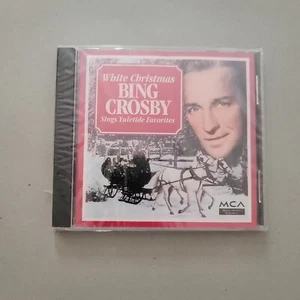 White Christmas
BING
CROSBY
Sings Yuletide Favorites
MCA